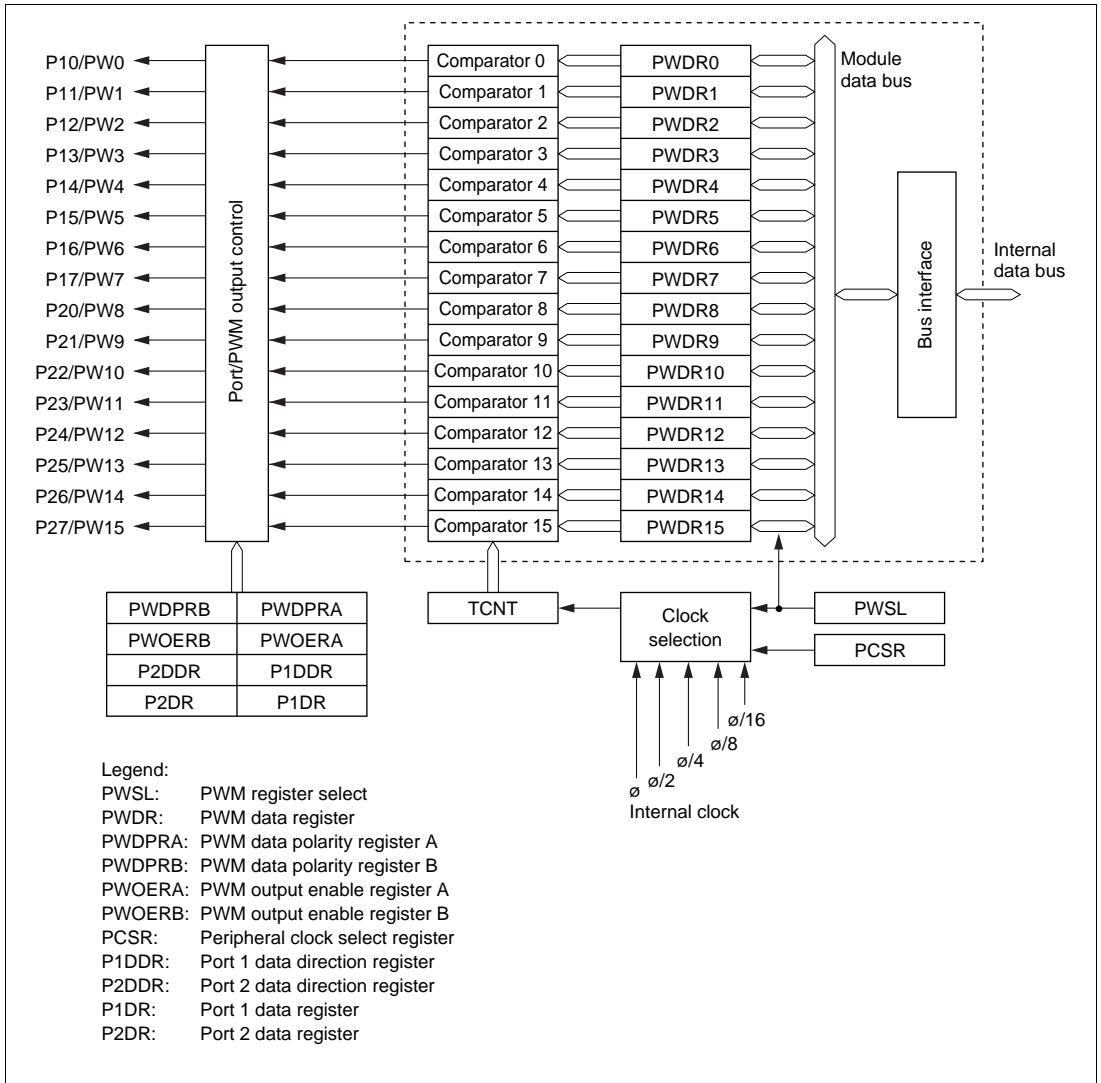 P10/PW0 Comparator 0 PWDR0 Module
P11/PW1 Comparator 1 PWDR1 data bus
P12/PW2 Comparator 2 PWDR2
P13/PW3 Comparator 3 PWDR3
P14/PW4 Comparator 4 PWDR4
P15/PW5 Comparator 5 PWDR5
P16/PW6 Comparator 6 PWDR6 Internal
P17/PW7 Comparator 7 PWDR7 data bus
P20/PW8 Comparator 8 PWDR8
P21/PW9 Comparator 9 PWDR9
P22/PW10 Comparator 10 PWDR10
P23/PW11 Comparator 11 PWDR11
P24/PW12 Comparator 12 PWDR12
P25/PW13 Comparator 13 PWDR13
P26/PW14 Comparator 14 PWDR14
P27/PW15 Comparator 15 PWDR15
Port/PWM output control
Bus interface
PWDPRB PWDPRA TCNT Clock PWSL
PWOERB PWOERA selection PCSR
P2DDR P1DDR
P2DR P1DR
ø/16
ø/8
ø/4
ø/2
ø
Internal clock
Legend:
PWSL: PWM register select
PWDR: PWM data register
PWDPRA: PWM data polarity register A
PWDPRB: PWM data polarity register B
PWOERA: PWM output enable register A
PWOERB: PWM output enable register B
PCSR: Peripheral clock select register
P1DDR: Port 1 data direction register
P2DDR: Port 2 data direction register
P1DR: Port 1 data register
P2DR: Port 2 data register